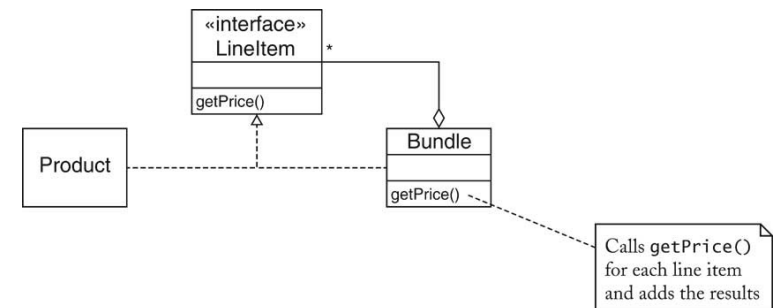 «interface»
LineItem
*
getPrice()
Product
Bundle
getPrice()
Calls getPrice()
for each line item
and adds the results